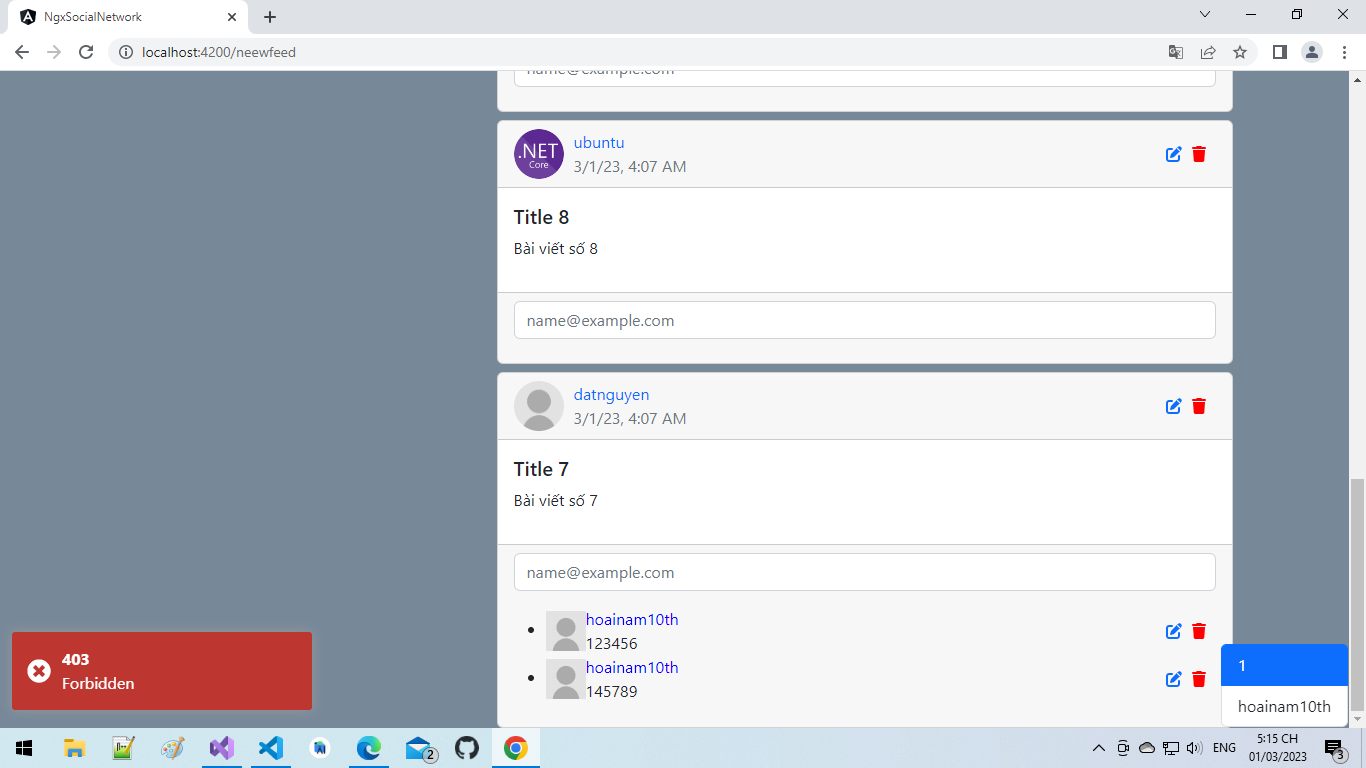 NgxSocialNetwork
localhost:4200/neewfeed
name@example.com
.NET
Core
ubuntu
3/1/23, 4:07 AM
Title 8
Bài viết số 8
name@example.com
datnguyen
3/1/23, 4:07 AM
Title 7
Bài viết số 7
name@example.com
hoainam10th
123456
hoainam10th
145789
403
Forbidden
1
hoainam10th
2
ENG
5:15 CH
01/03/2023
3